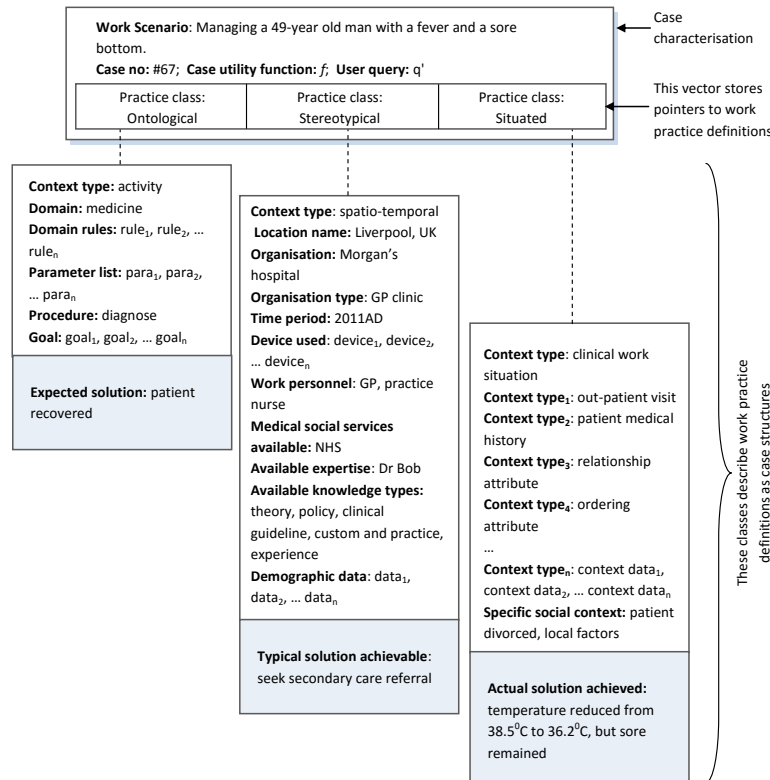 Work Scenario: Managing a 49-year old man with a fever and a sore
bottom.
Case no: #67; Case utility function: f; User query: q'
Case
characterisation
Practice class:
Ontological
Practice class:
Stereotypical
Practice class:
Situated
This vector stores
pointers to work
practice definitions
Context type: activity
Domain: medicine
Domain rules: rule1, rule2, …
rulen
Parameter list: para1, para2,
… paran
Procedure: diagnose
Goal: goal1, goal2, … goaln
Expected solution: patient
recovered
Context type: spatio-temporal
Location name: Liverpool, UK
Organisation: Morgan's
hospital
Organisation type: GP clinic
Time period: 2011AD
Device used: device1, device2,
… devicen
Work personnel: GP, practice
nurse
Medical social services
available: NHS
Available expertise: Dr Bob
Available knowledge types:
theory, policy, clinical
guideline, custom and practice,
experience
Demographic data: data1,
data2, … datan
Typical solution achievable:
seek secondary care referral
Context type: clinical work
situation
Context type1: out-patient visit
Context type2: patient medical
history
Context type3: relationship
attribute
Context type4: ordering
attribute
…
Context typen: context data1,
context data2, … context datan
Specific social context: patient
divorced, local factors
Actual solution achieved:
temperature reduced from
38.5⁰C to 36.2⁰C, but sore
remained
These classes describe work practice
definitions as case structures